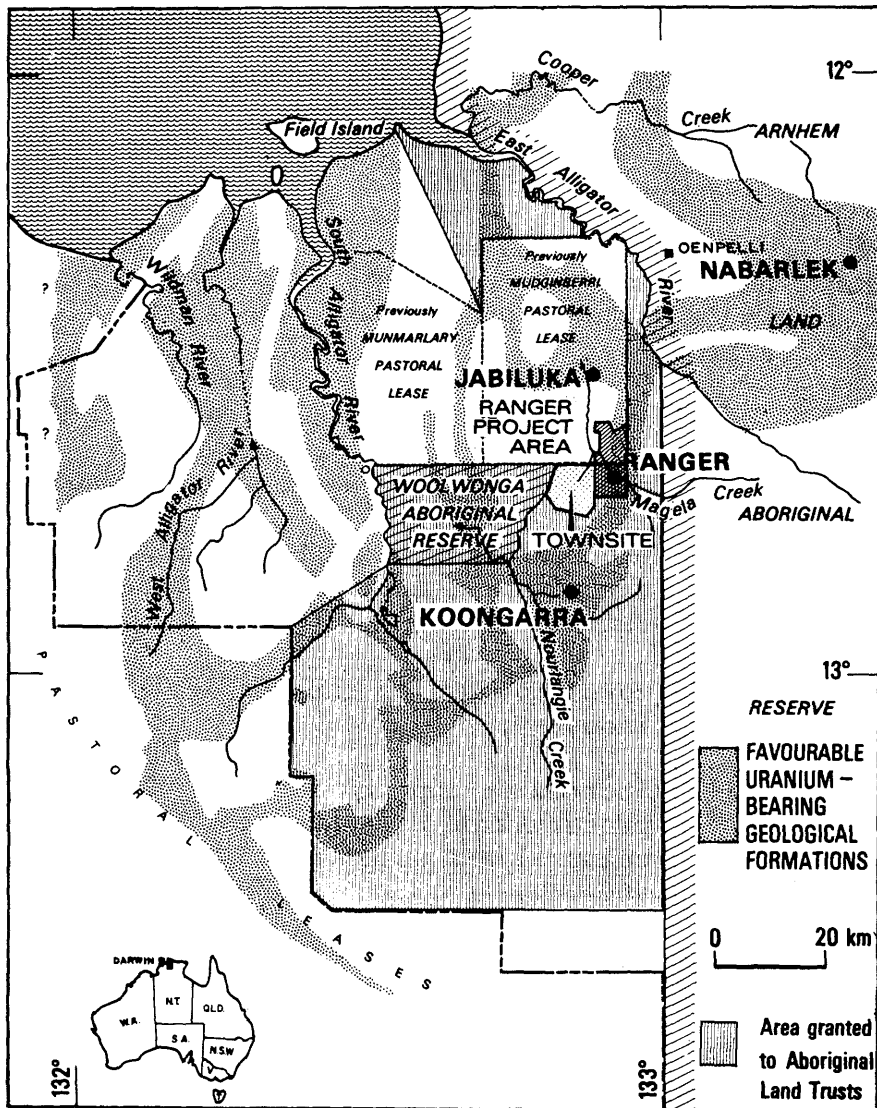 12°
Cooper
Creek
ARNHEM
Field Island
East
Alligator
River
OENPELLI
NABARLEK
LAND
Wildman
River
South
Alligator
River
Previously
MUDGINBERRI
PASTORAL
LEASE
Previously
MUNMARLARY
PASTORAL
LEASE
?
?
JABILUKA
RANGER
PROJECT
AREA
RANGER
Magela
Creek
ABORIGINAL
WOOLWONGA
ABORIGINAL
RESERVE
TOWNSITE
West
Alligator
River
KOONGARRA
Nourlangie
Creek
13°
RESERVE
PASTORAL LEASES
FAVOURABLE
URANIUM –
BEARING
GEOLOGICAL
FORMATIONS
0 20 km
Area granted
to Aboriginal
Land Trusts
DARWIN
W.A.
N.T.
QLD.
S.A.
N.S.W
V
T
132°
133°